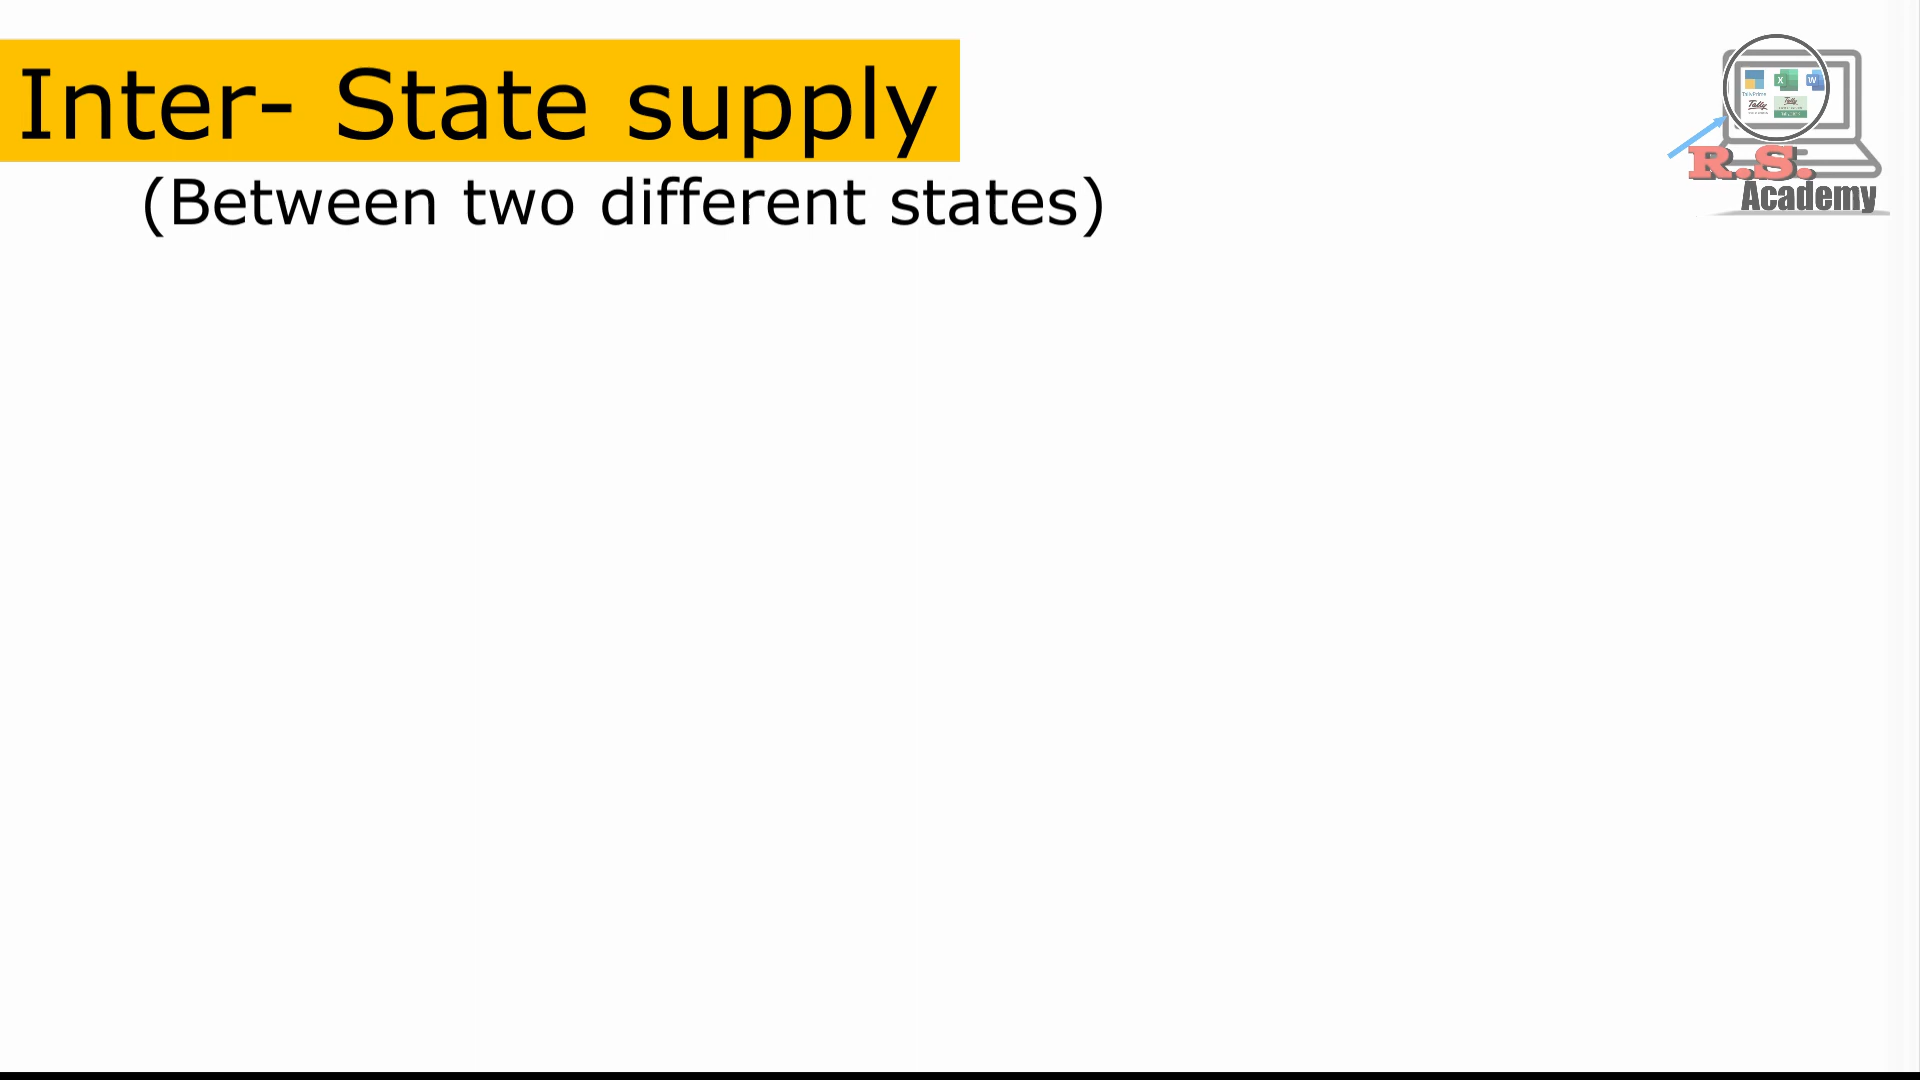 Inter- State supply
(Between two different states)
R.S.
Academy